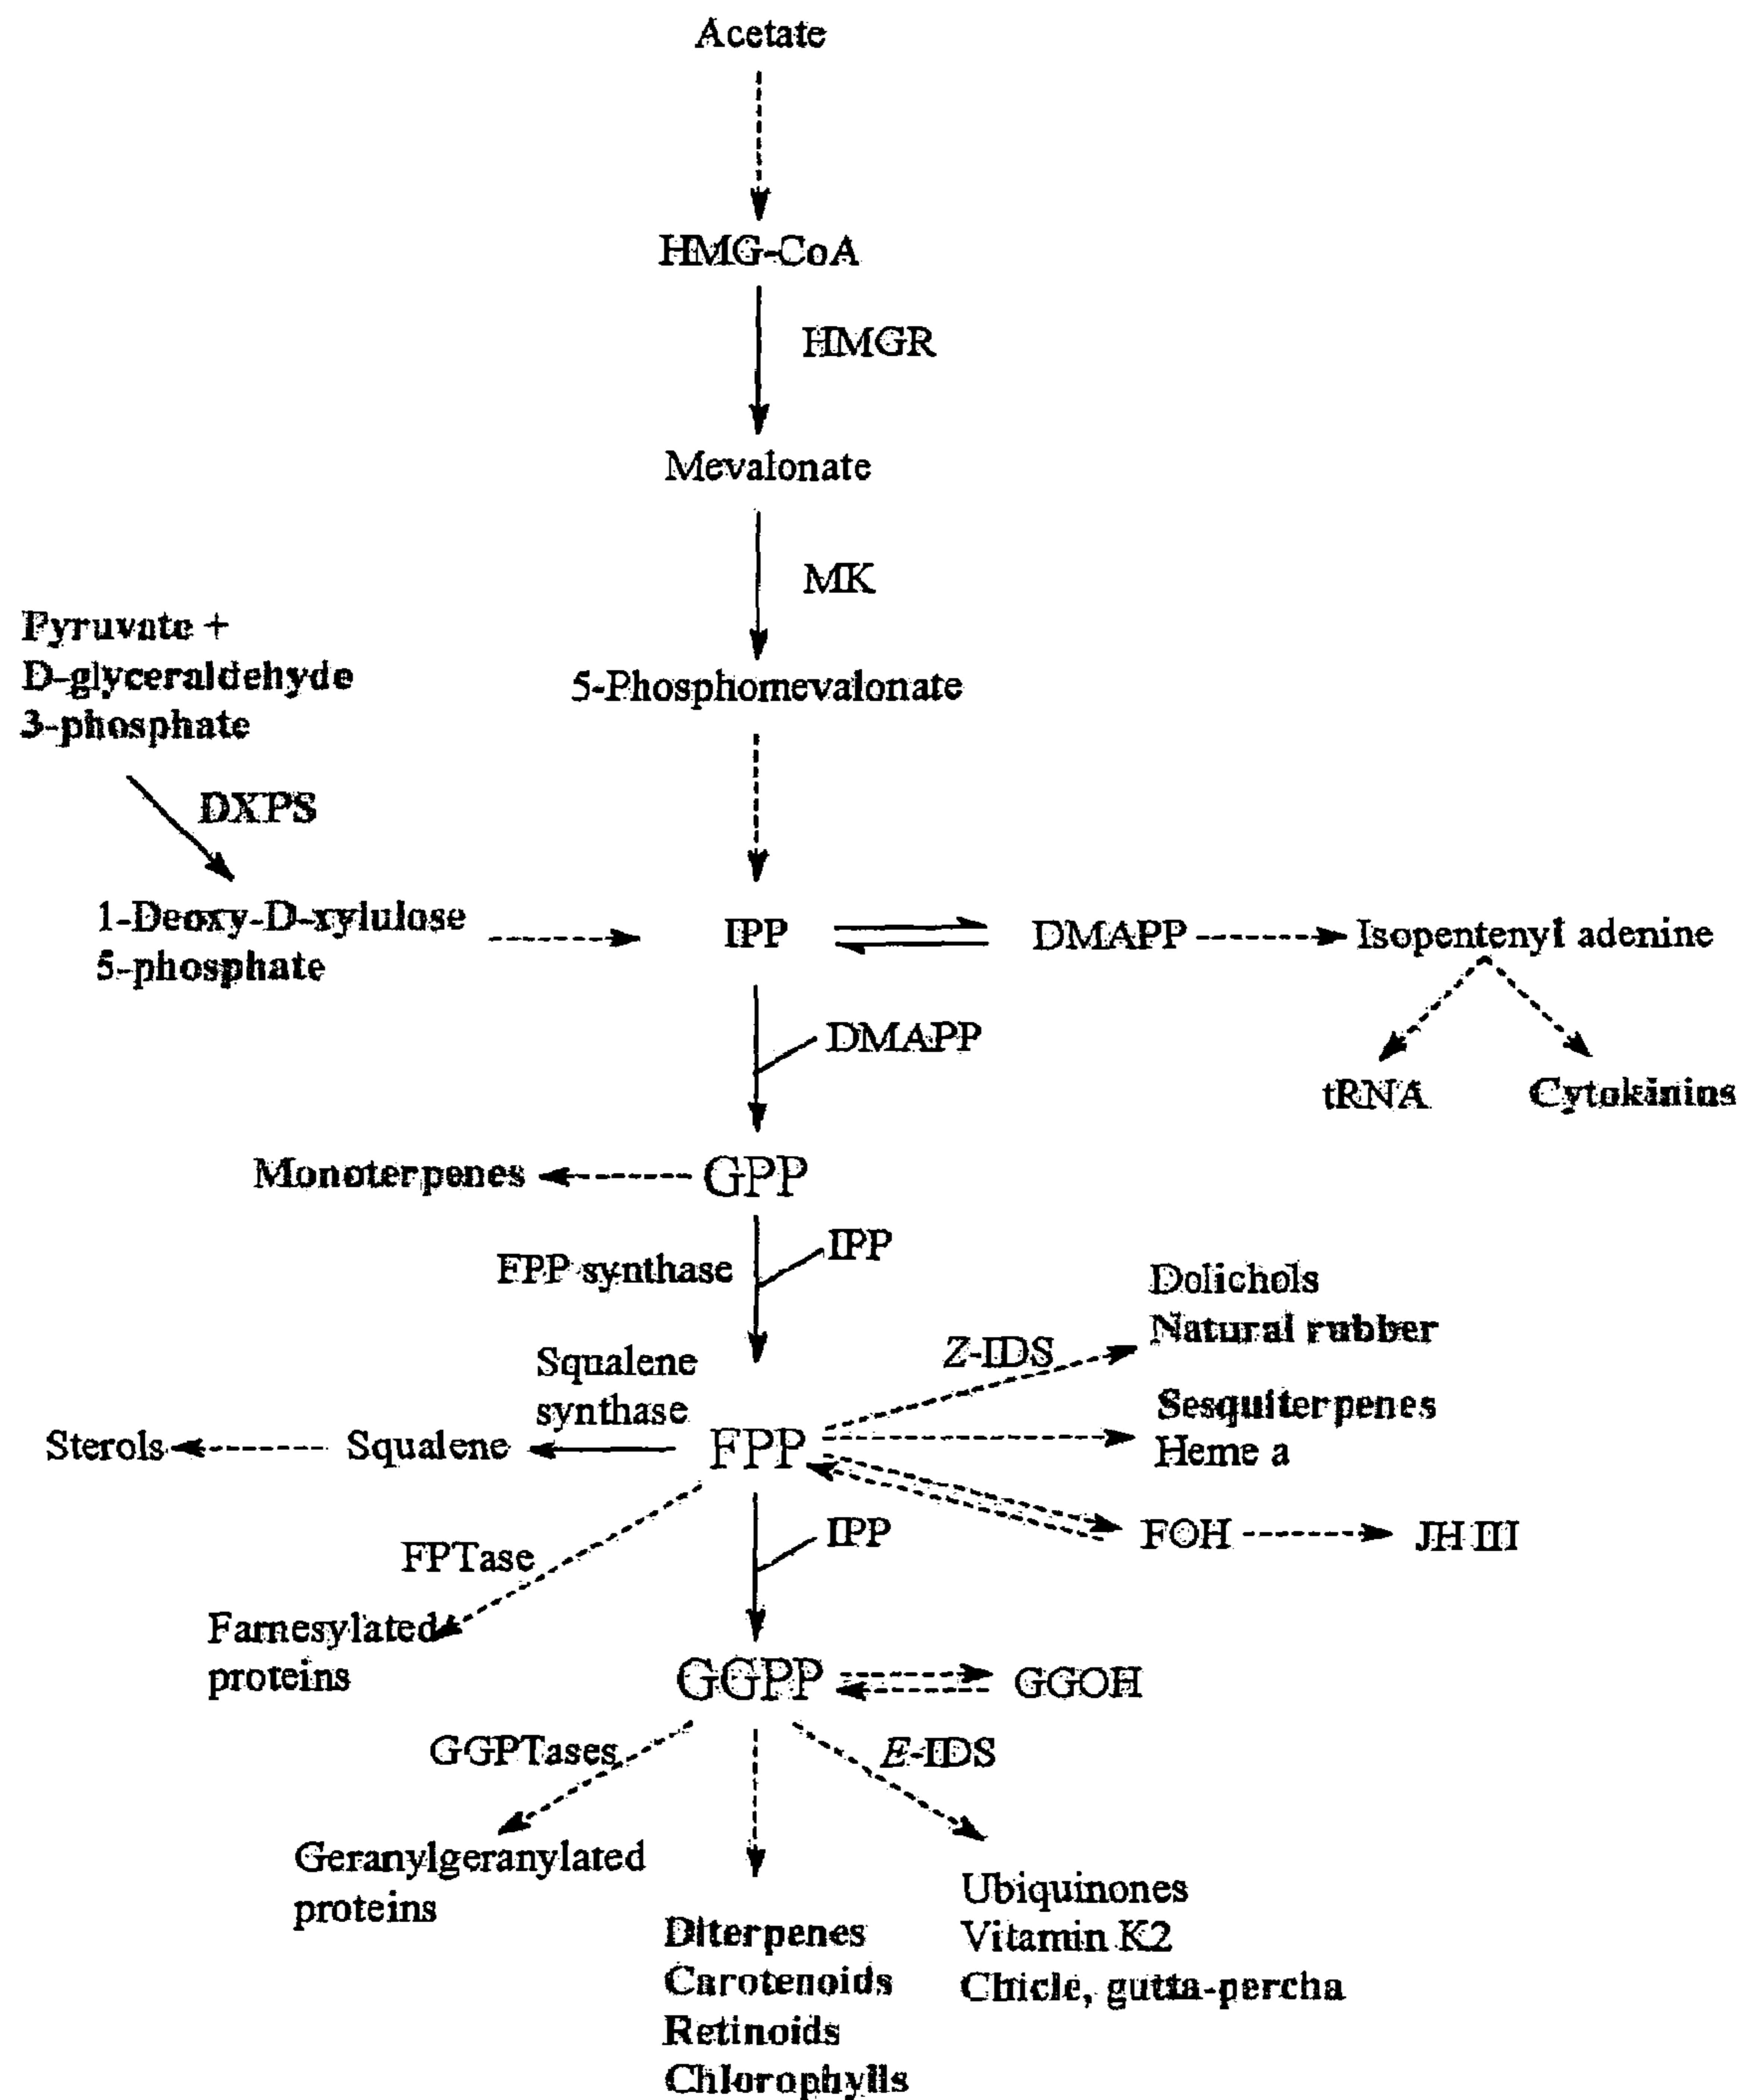 Acetate
HMG-CoA
HMGR
Mevalonate
MK
Pyruvate +
D-glyceraldehyde
3-phosphate
5-Phosphomevalonate
DXPS
1-Deoxy-D-xylulose
5-phosphate
IPP
DMAPP
Isopentenyl adenine
DMAPP
tRNA
Cytokinins
Monoterpenes
GPP
IPP
FPP synthase
Dolichols
Natural rubber
Z-IDS
Squalene
synthase
Sesquiterpenes
Heme a
Sterols
Squalene
FPP
IPP
FOH
JH III
FPTase
Farnesylated
proteins
GGPP
GGOH
GGPTases
E-IDS
Geranylgeranylated
proteins
Ubiquinones
Vitamin K2
Chicle, gutta-percha
Diterpenes
Carotenoids
Retinoids
Chlorophylls